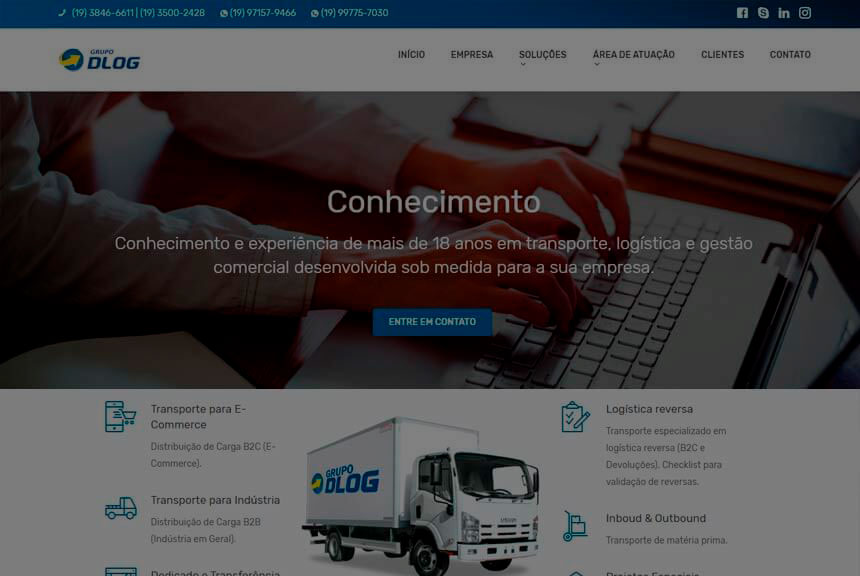 (19) 3846-6611 | (19) 3500-2428 (19) 97157-9466 (19) 99775-7030
GRUPO
DLOG
INÍCIO EMPRESA SOLUÇÕES ÁREA DE ATUAÇÃO CLIENTES CONTATO
Conhecimento
Conhecimento e experiência de mais de 18 anos em transporte, logística e gestão
comercial desenvolvida sob medida para a sua empresa.
ENTRE EM CONTATO
Transporte para E-
Commerce
Distribuição de Carga B2C (E-
Commerce).
Transporte para Indústria
Distribuição de Carga B2B
(Indústria em Geral).
Dedicado e Transferência
GRUPO
DLOG
Logística reversa
Transporte especializado em
logística reversa (B2C e
Devoluções). Checklist para
validação de reversas.
Inboud & Outbound
Transporte de matéria prima.
Projetos Especiais